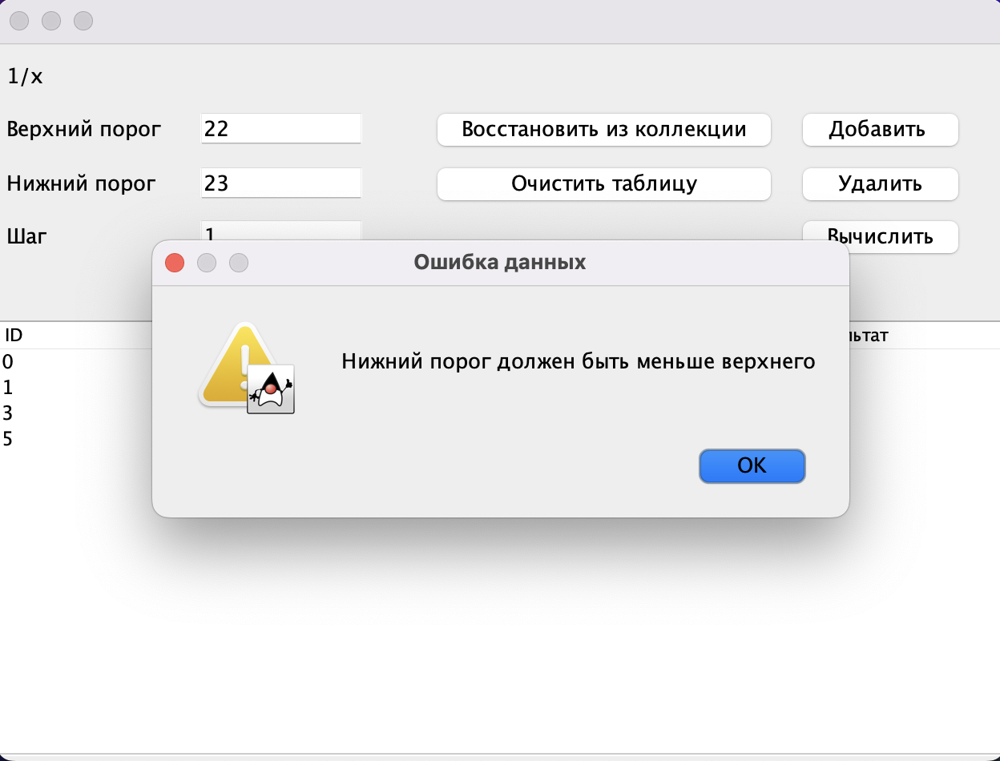 1/x
Верхний порог 22 Восстановить из коллекции Добавить
Нижний порог 23 Очистить таблицу Удалить
Шаг 1 Вычислить
Ошибка данных
Нижний порог должен быть меньше верхнего
OK
ID
0
1
3
5